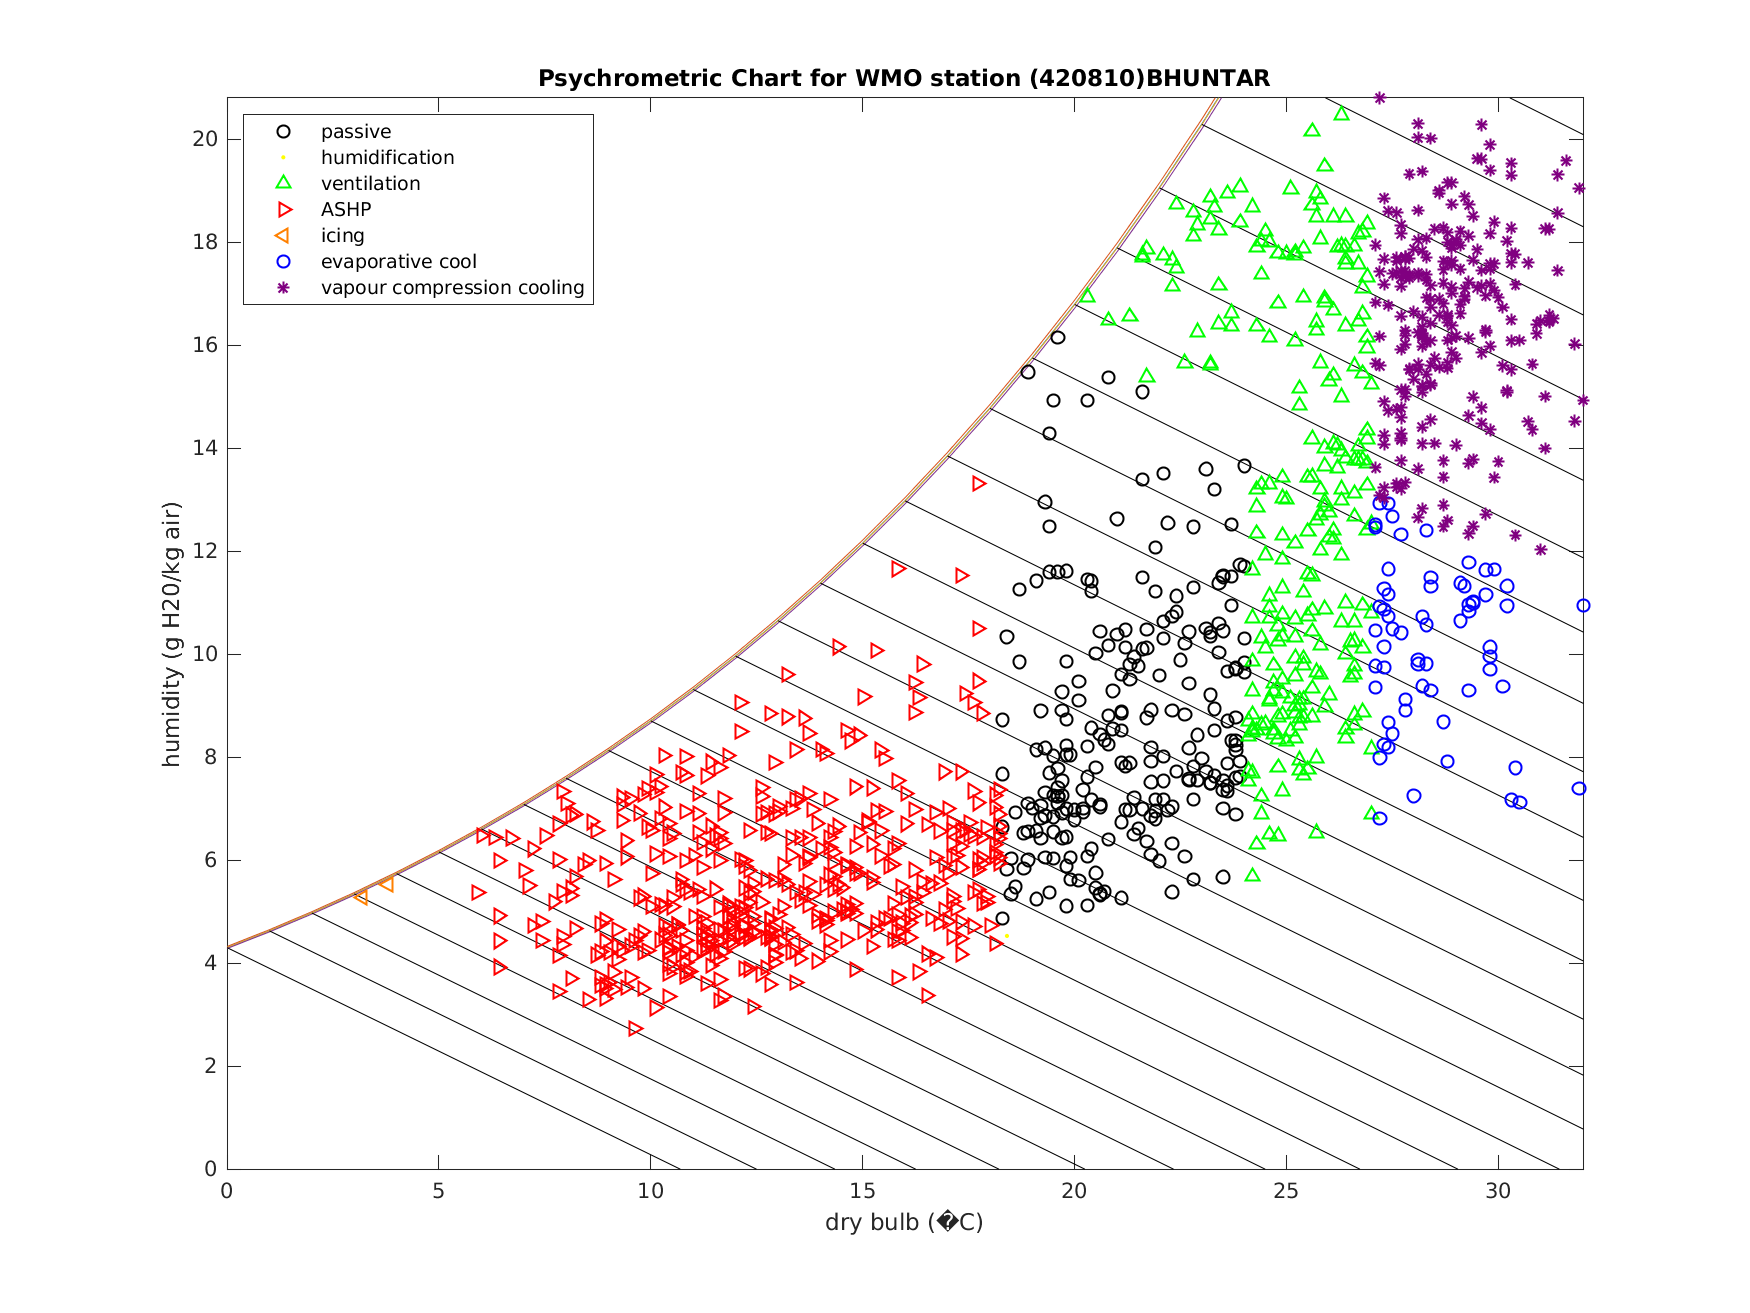 Psychrometric Chart for WMO station (420810)BHUNTAR
passive
humidification
ventilation
ASHP
icing
evaporative cool
vapour compression cooling
humidity (g H20/kg air)
20
18
16
14
12
10
8
6
4
2
0
0 5 10 15 20 25 30
dry bulb (�C)